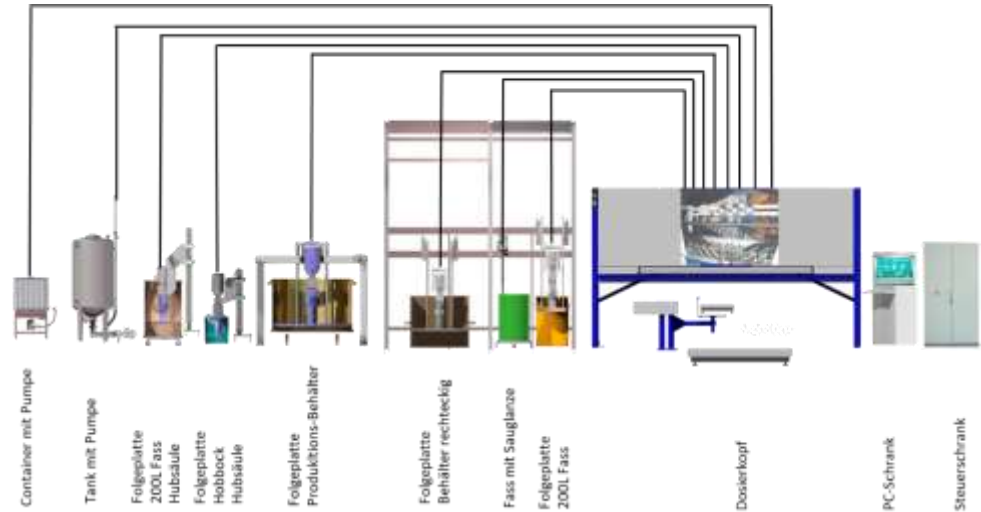 Container mit Pumpe
Tank mit Pumpe
Folgeplatte
200L Fass
Hubsäule
Folgeplatte
Hobbock
Hubsäule
Folgeplatte
Produkitions-Behälter
Folgeplatte
Behälter rechteckig
Fass mit Sauglanze
Folgeplatte
200L Fass
Dosierkopf
PC-Schrank
Steuerschrank